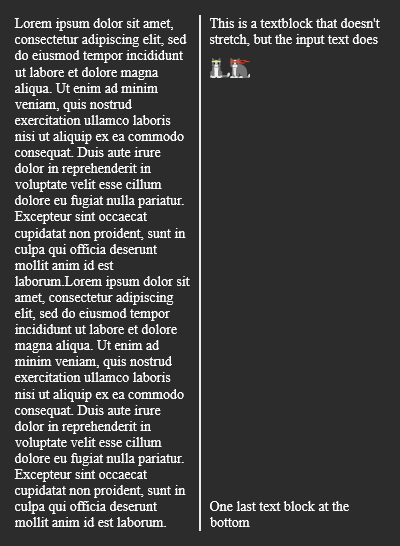 Lorem ipsum dolor sit amet,
consectetur adipiscing elit, sed
do eiusmod tempor incididunt
ut labore et dolore magna
aliqua. Ut enim ad minim
veniam, quis nostrud
exercitation ullamco laboris
nisi ut aliquip ex ea commodo
consequat. Duis aute irure
dolor in reprehenderit in
voluptate velit esse cillum
dolore eu fugiat nulla pariatur.
Excepteur sint occaecat
cupidatat non proident, sunt in
culpa qui officia deserunt
mollit anim id est
laborum.Lorem ipsum dolor sit
amet, consectetur adipiscing
elit, sed do eiusmod tempor
incididunt ut labore et dolore
magna aliqua. Ut enim ad
minim veniam, quis nostrud
exercitation ullamco laboris
nisi ut aliquip ex ea commodo
consequat. Duis aute irure
dolor in reprehenderit in
voluptate velit esse cillum
dolore eu fugiat nulla pariatur.
Excepteur sint occaecat
cupidatat non proident, sunt in
culpa qui officia deserunt
mollit anim id est laborum.
This is a textblock that doesn't
stretch, but the input text does
One last text block at the
bottom